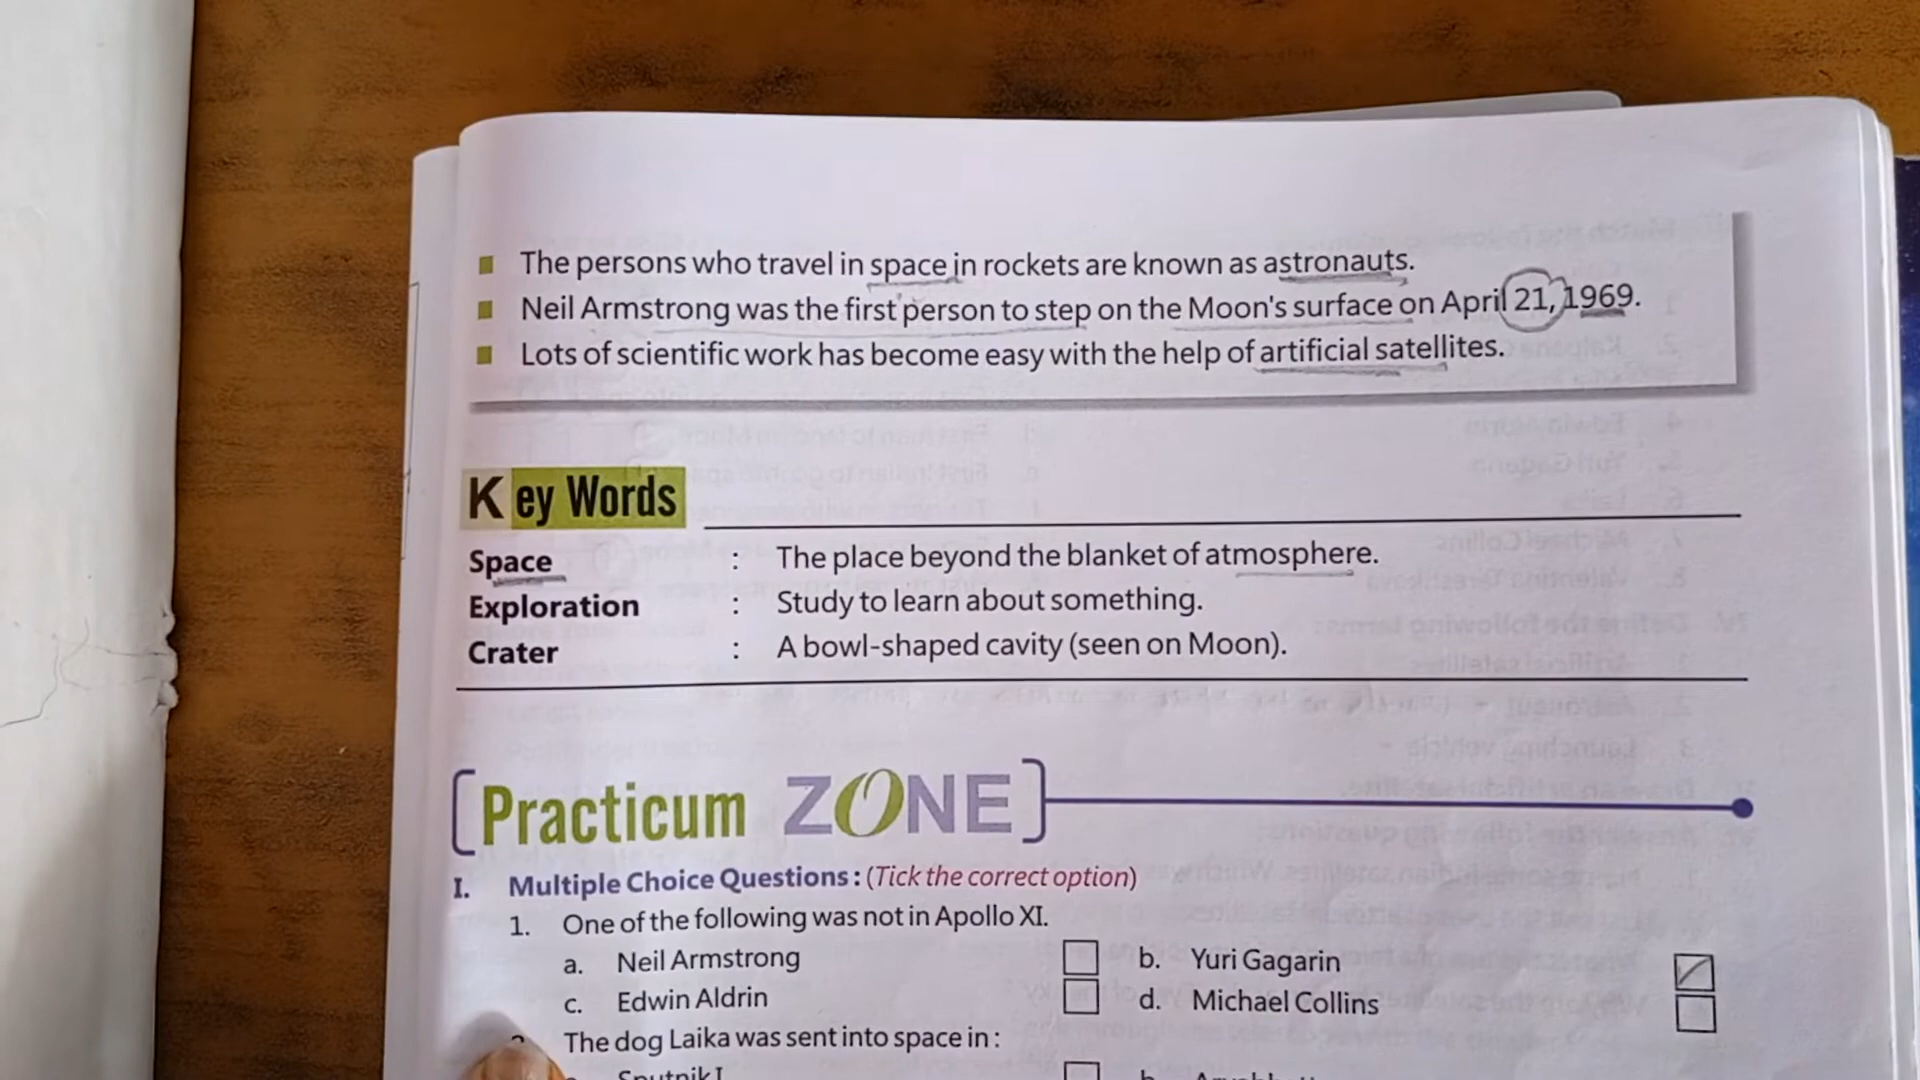 The persons who travel in space in rockets are known as astronauts.
Neil Armstrong was the first person to step on the Moon's surface on April 21, 1969.
Lots of scientific work has become easy with the help of artificial satellites.
Key Words
Space : The place beyond the blanket of atmosphere.
Exploration : Study to learn about something.
Crater : A bowl-shaped cavity (seen on Moon).
[Practicum ZONE]
I. Multiple Choice Questions : (Tick the correct option)
1. One of the following was not in Apollo XI.
a. Neil Armstrong b. Yuri Gagarin
c. Edwin Aldrin d. Michael Collins
The dog Laika was sent into space in :
Sputnik I